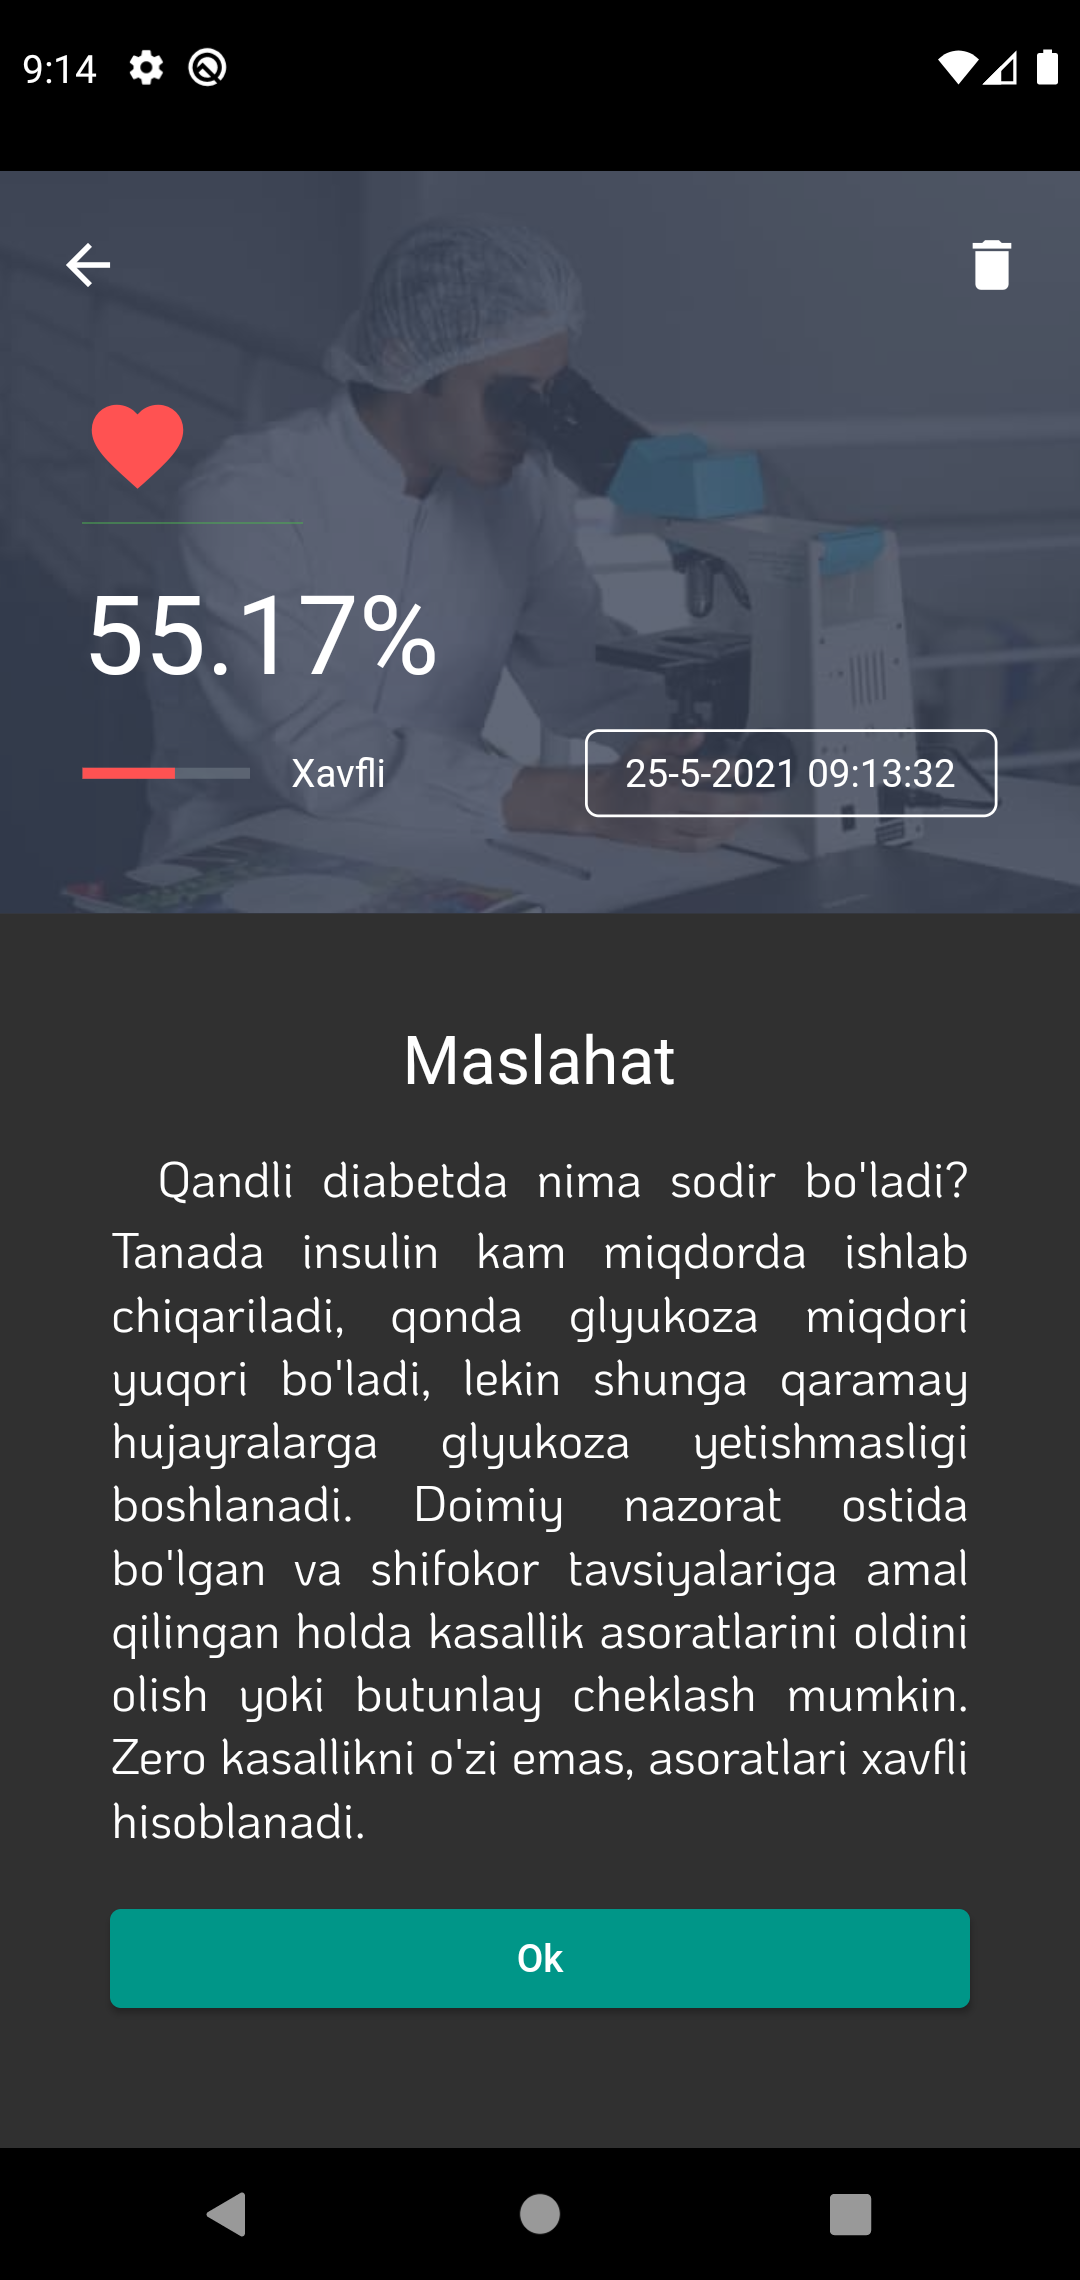 9:14
55.17%
Xavfli
25-5-2021 09:13:32
Maslahat
Qandli diabetda nima sodir bo'ladi?
Tanada insulin kam miqdorda ishlab
chiqariladi, qonda glyukoza miqdori
yuqori bo'ladi, lekin shunga qaramay
hujayralarga glyukoza yetishmasligi
boshlanadi. Doimiy nazorat ostida
bo'lgan va shifokor tavsiyalariga amal
qilingan holda kasallik asoratlarini oldini
olish yoki butunlay cheklash mumkin.
Zero kasallikni o'zi emas, asoratlari xavfli
hisoblanadi.
Ok